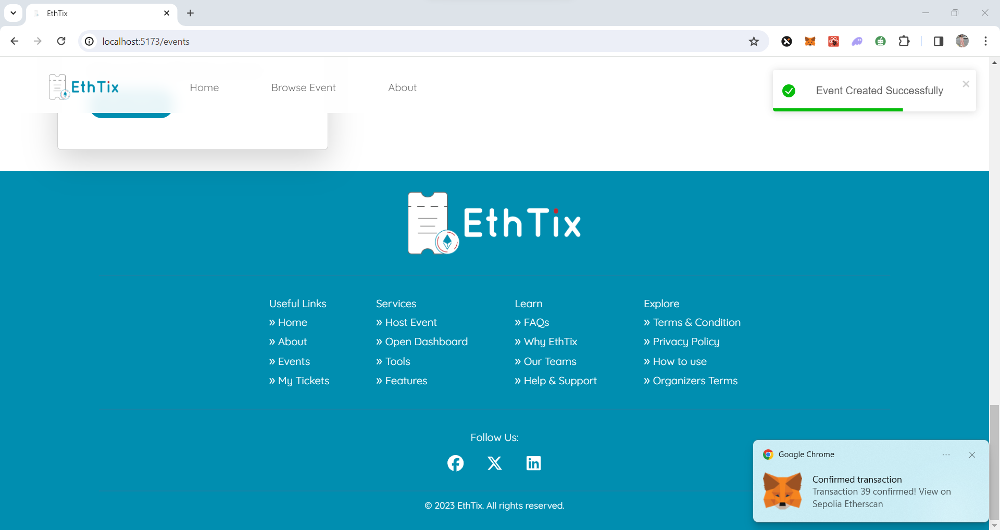 EthTix
localhost:5173/events
EthTix
Home
Browse Event
About
Event Created Successfully
EthTix
Useful Links
» Home
» About
» Events
» My Tickets
Services
» Host Event
» Open Dashboard
» Tools
» Features
Learn
» FAQs
» Why EthTix
» Our Teams
» Help & Support
Explore
» Terms & Condition
» Privacy Policy
» How to use
» Organizers Terms
Follow Us:
© 2023 EthTix. All rights reserved.
Google Chrome
Confirmed transaction
Transaction 39 confirmed! View on
Sepolia Etherscan